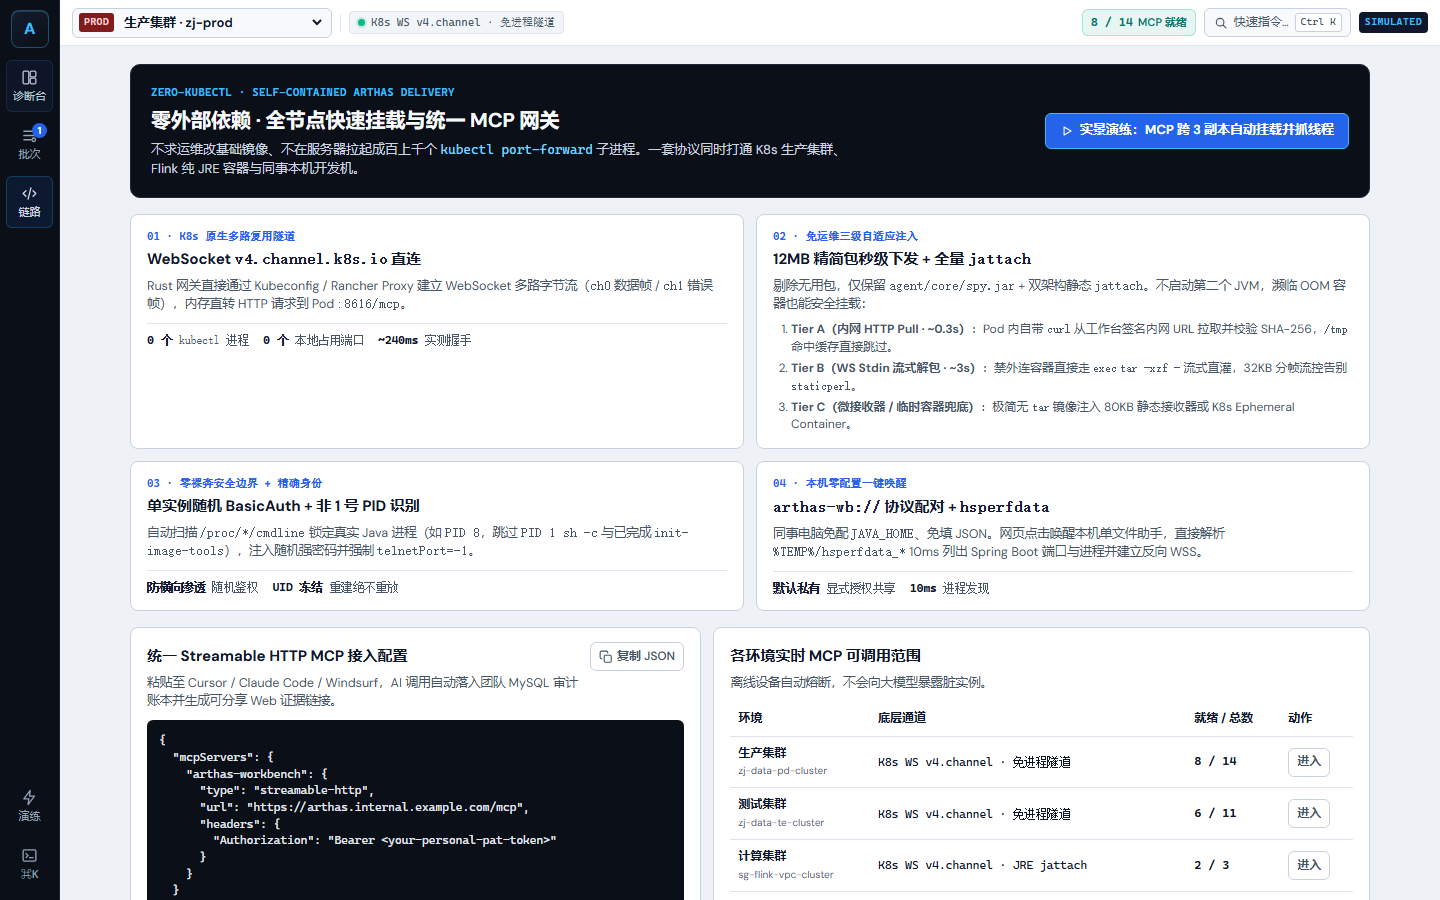 A
诊断台
1
批次
链路
演练
⌘K
PROD 生产集群 · zj-prod
K8s WS v4.channel · 免进程隧道
8 / 14 MCP 就绪
快速指令… Ctrl K
SIMULATED
ZERO-KUBECTL · SELF-CONTAINED ARTHAS DELIVERY
零外部依赖 · 全节点快速挂载与统一 MCP 网关
不求运维改基础镜像、不在服务器拉起成百上千个 kubectl port-forward 子进程。一套协议同时打通 K8s 生产集群、
Flink 纯 JRE 容器与同事本机开发机。
实景演练：MCP 跨 3 副本自动挂载并抓线程
01 · K8s 原生多路复用隧道
WebSocket v4.channel.k8s.io 直连
Rust 网关直接通过 Kubeconfig / Rancher Proxy 建立 WebSocket 多路字节流（ch0 数据帧 / ch1 错误
帧），内存直转 HTTP 请求到 Pod :8616/mcp。
0 个 kubectl 进程 0 个 本地占用端口 ~240ms 实测握手
02 · 免运维三级自适应注入
12MB 精简包秒级下发 + 全量 jattach
剔除无用包，仅保留 agent/core/spy.jar + 双架构静态 jattach。不启动第二个 JVM，濒临 OOM 容
器也能安全挂载：
1. Tier A（内网 HTTP Pull · ~0.3s）：Pod 内自带 curl 从工作台签名内网 URL 拉取并校验 SHA-256，/tmp
命中缓存直接跳过。
2. Tier B（WS Stdin 流式解包 · ~3s）：禁外连容器直接走 exec tar -xzf - 流式直灌，32KB 分帧流控告别
staticperl。
3. Tier C（微接收器 / 临时容器兜底）：极简无 tar 镜像注入 80KB 静态接收器或 K8s Ephemeral
Container。
03 · 零裸奔安全边界 + 精确身份
单实例随机 BasicAuth + 非 1 号 PID 识别
自动扫描 /proc/*/cmdline 锁定真实 Java 进程（如 PID 8，跳过 PID 1 sh -c 与已完成 init-
image-tools），注入随机强密码并强制 telnetPort=-1。
防横向渗透 随机鉴权 UID 冻结 重建绝不重放
04 · 本机零配置一键唤醒
arthas-wb:// 协议配对 + hsperfdata
同事电脑免配 JAVA_HOME、免填 JSON。网页点击唤醒本机单文件助手，直接解析
%TEMP%/hsperfdata_* 10ms 列出 Spring Boot 端口与进程并建立反向 WSS。
默认私有 显式授权共享 10ms 进程发现
统一 Streamable HTTP MCP 接入配置
复制 JSON
粘贴至 Cursor / Claude Code / Windsurf，AI 调用自动落入团队 MySQL 审计
账本并生成可分享 Web 证据链接。
{
"mcpServers": {
"arthas-workbench": {
"type": "streamable-http",
"url": "https://arthas.internal.example.com/mcp",
"headers": {
"Authorization": "Bearer <your-personal-pat-token>"
}
}
}
各环境实时 MCP 可调用范围
离线设备自动熔断，不会向大模型暴露脏实例。
环境 底层通道 就绪 / 总数 动作
生产集群
zj-data-pd-cluster
K8s WS v4.channel · 免进程隧道 8 / 14 进入
测试集群
zj-data-te-cluster
K8s WS v4.channel · 免进程隧道 6 / 11 进入
计算集群
sg-flink-vpc-cluster
K8s WS v4.channel · JRE jattach 2 / 3 进入